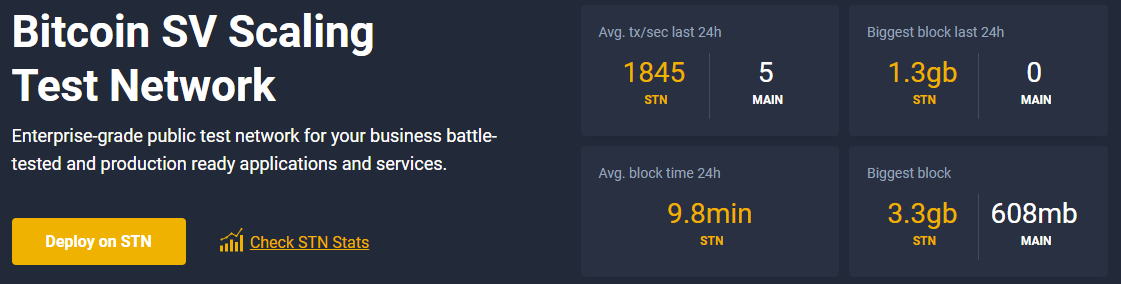 Bitcoin SV Scaling
Test Network
Enterprise-grade public test network for your business battle-
tested and production ready applications and services.
Deploy on STN
Check STN Stats
Avg. tx/sec last 24h
1845 5
STN MAIN
Biggest block last 24h
1.3gb 0
STN MAIN
Avg. block time 24h
9.8min
STN
Biggest block
3.3gb 608mb
STN MAIN